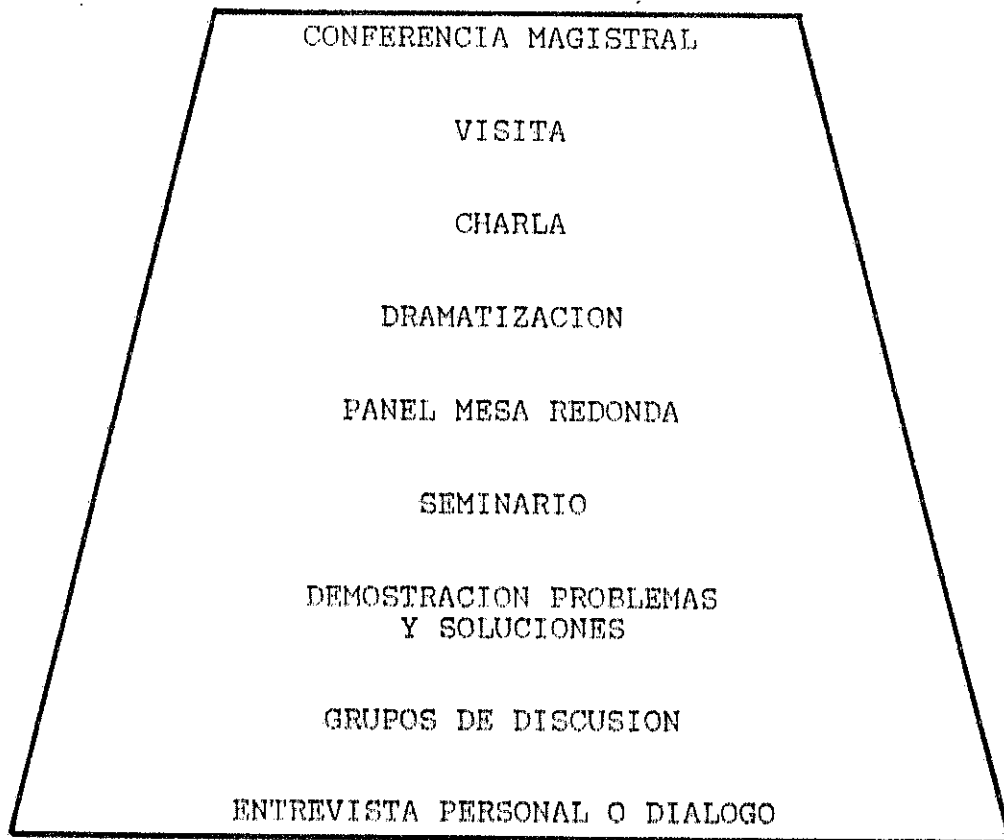 CONFERENCIA MAGISTRAL
VISITA
CHARLA
DRAMATIZACION
PANEL MESA REDONDA
SEMINARIO
DEMOSTRACION PROBLEMAS
Y SOLUCIONES
GRUPOS DE DISCUSION
ENTREVISTA PERSONAL O DIALOGO